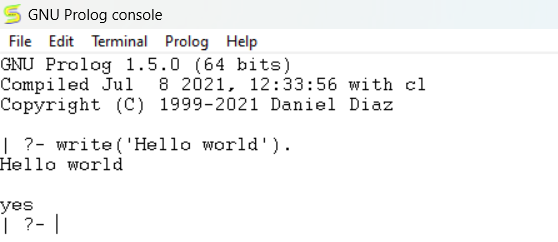 GNU Prolog console
File Edit Terminal Prolog Help
GNU Prolog 1.5.0 (64 bits)
Compiled Jul  8 2021, 12:33:56 with cl
Copyright (C) 1999-2021 Daniel Diaz
| ?- write('Hello world').
Hello world
yes
| ?-